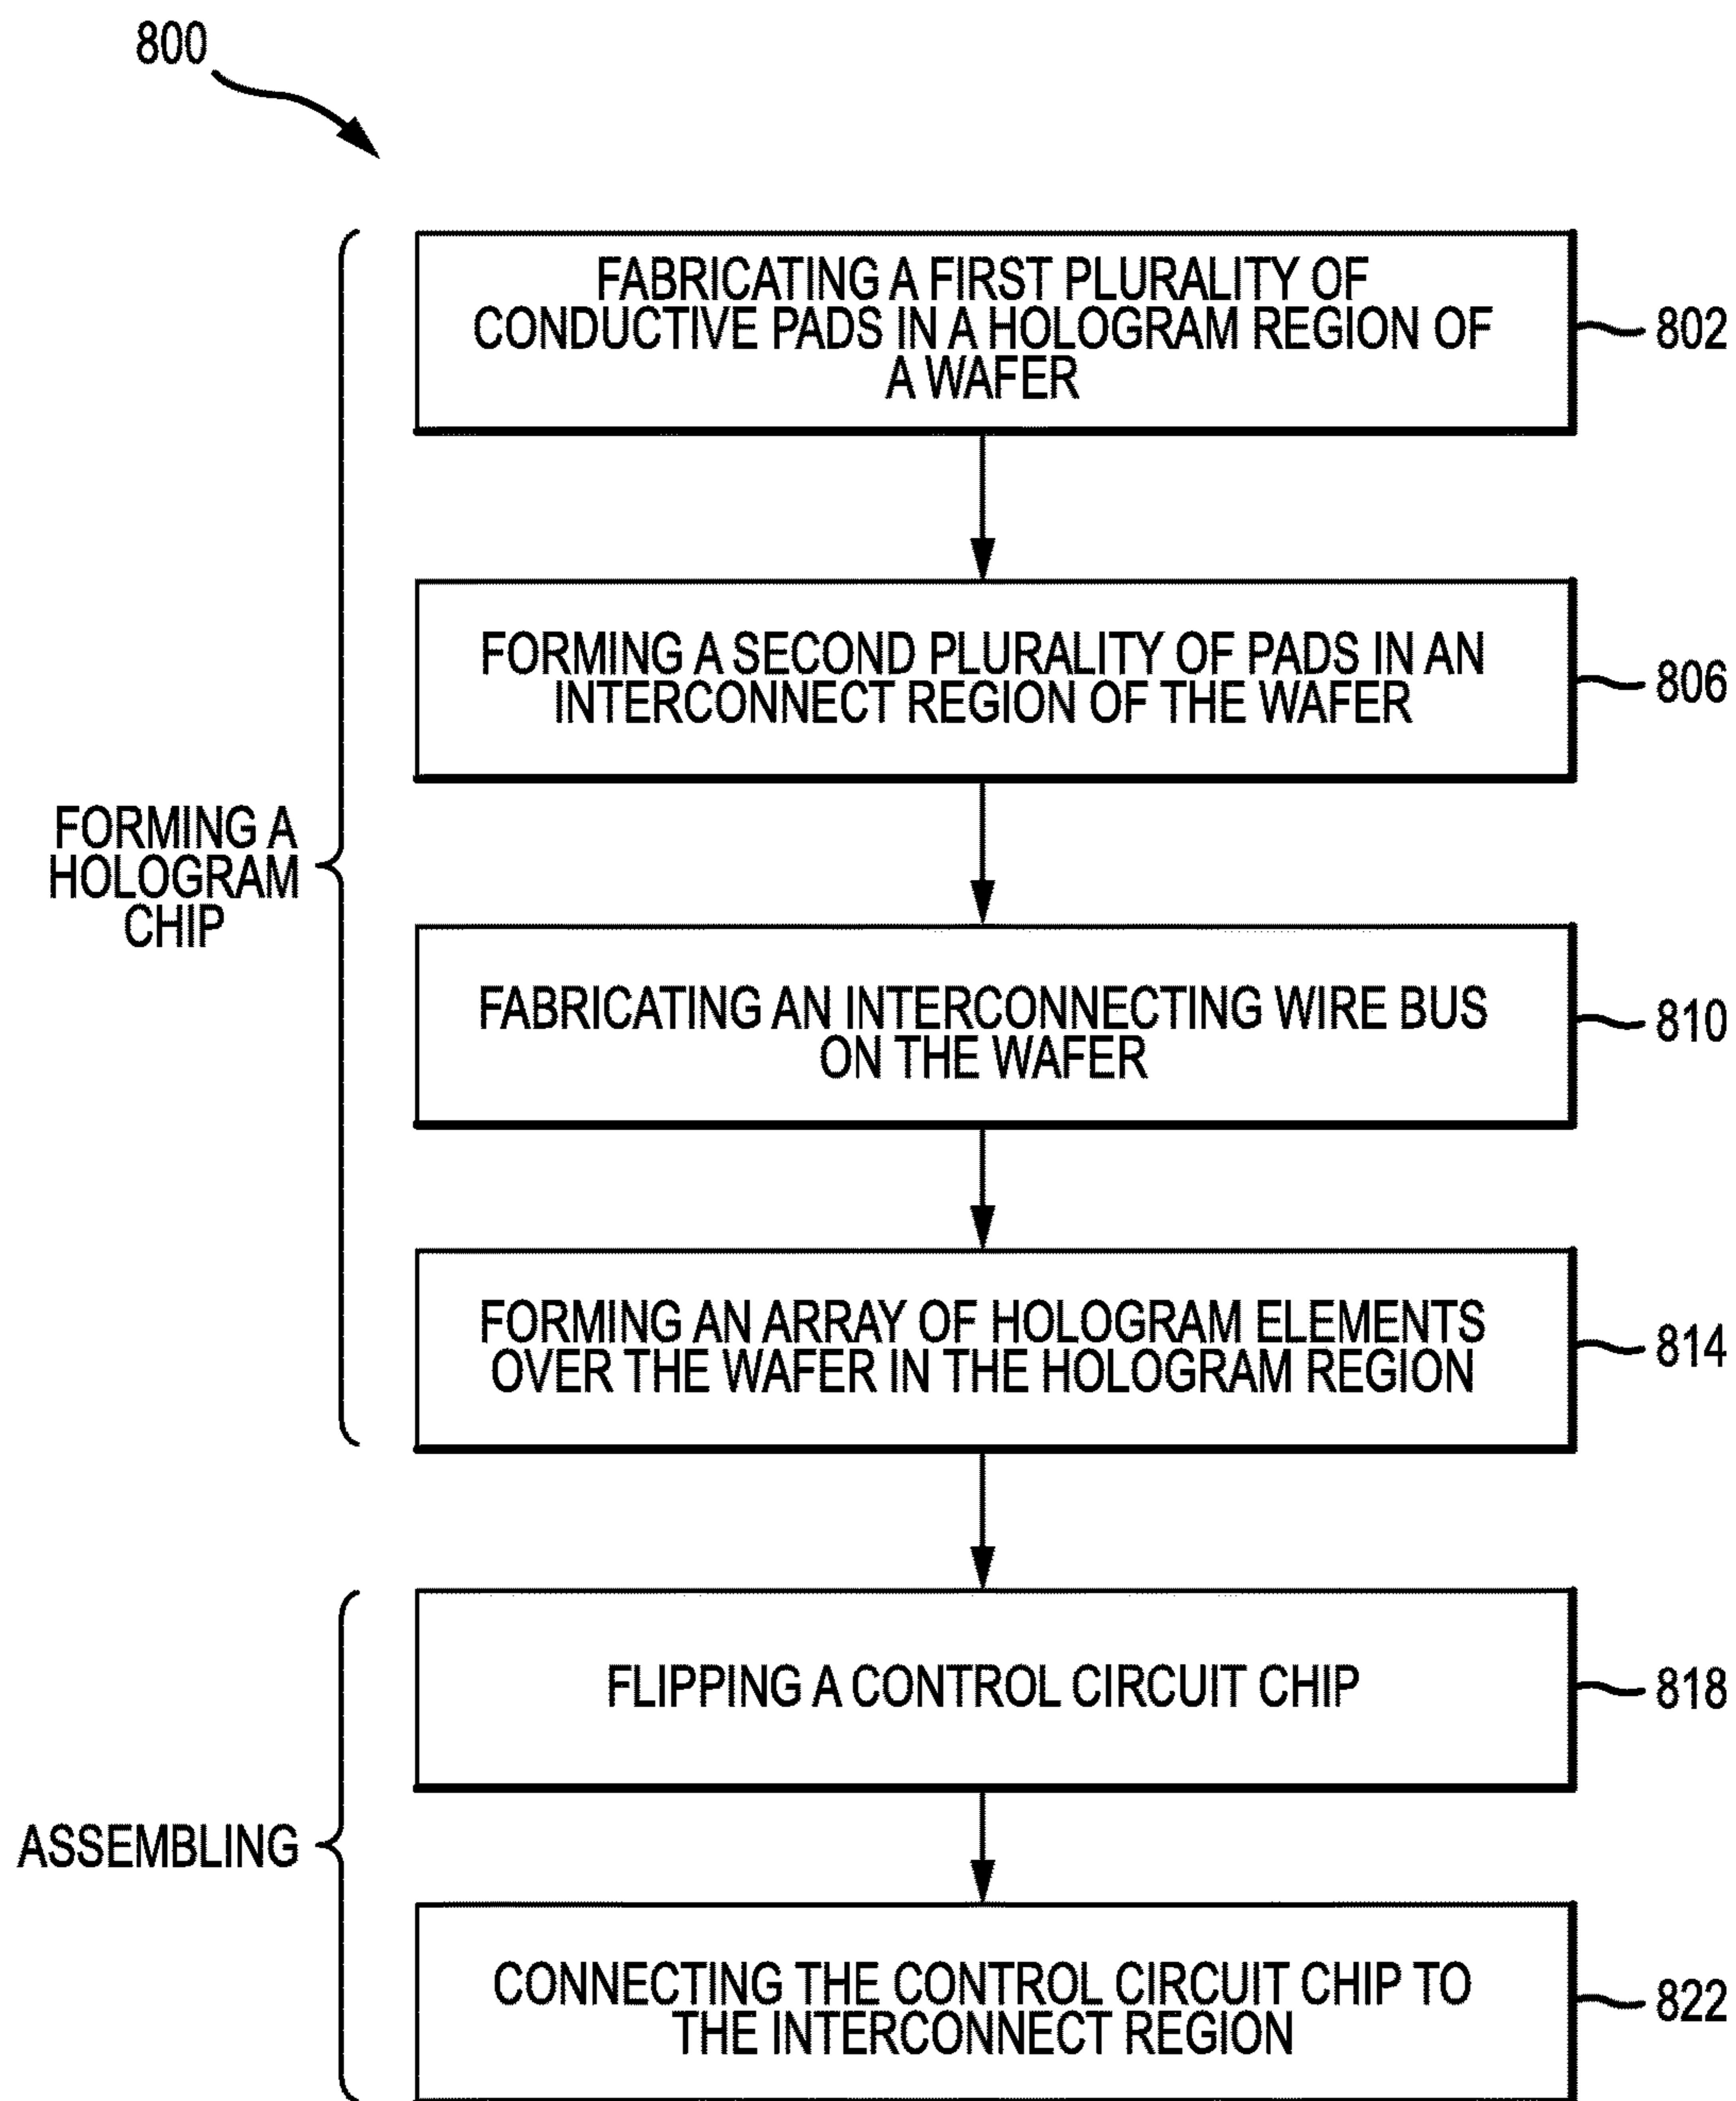 800
FABRICATING A FIRST PLURALITY OF
CONDUCTIVE PADS IN A HOLOGRAM REGION OF
A WAFER
802
FORMING A SECOND PLURALITY OF PADS IN AN
INTERCONNECT REGION OF THE WAFER
806
FORMING A
HOLOGRAM
CHIP
FABRICATING AN INTERCONNECTING WIRE BUS
ON THE WAFER
810
FORMING AN ARRAY OF HOLOGRAM ELEMENTS
OVER THE WAFER IN THE HOLOGRAM REGION
814
FLIPPING A CONTROL CIRCUIT CHIP
818
ASSEMBLING
CONNECTING THE CONTROL CIRCUIT CHIP TO
THE INTERCONNECT REGION
822